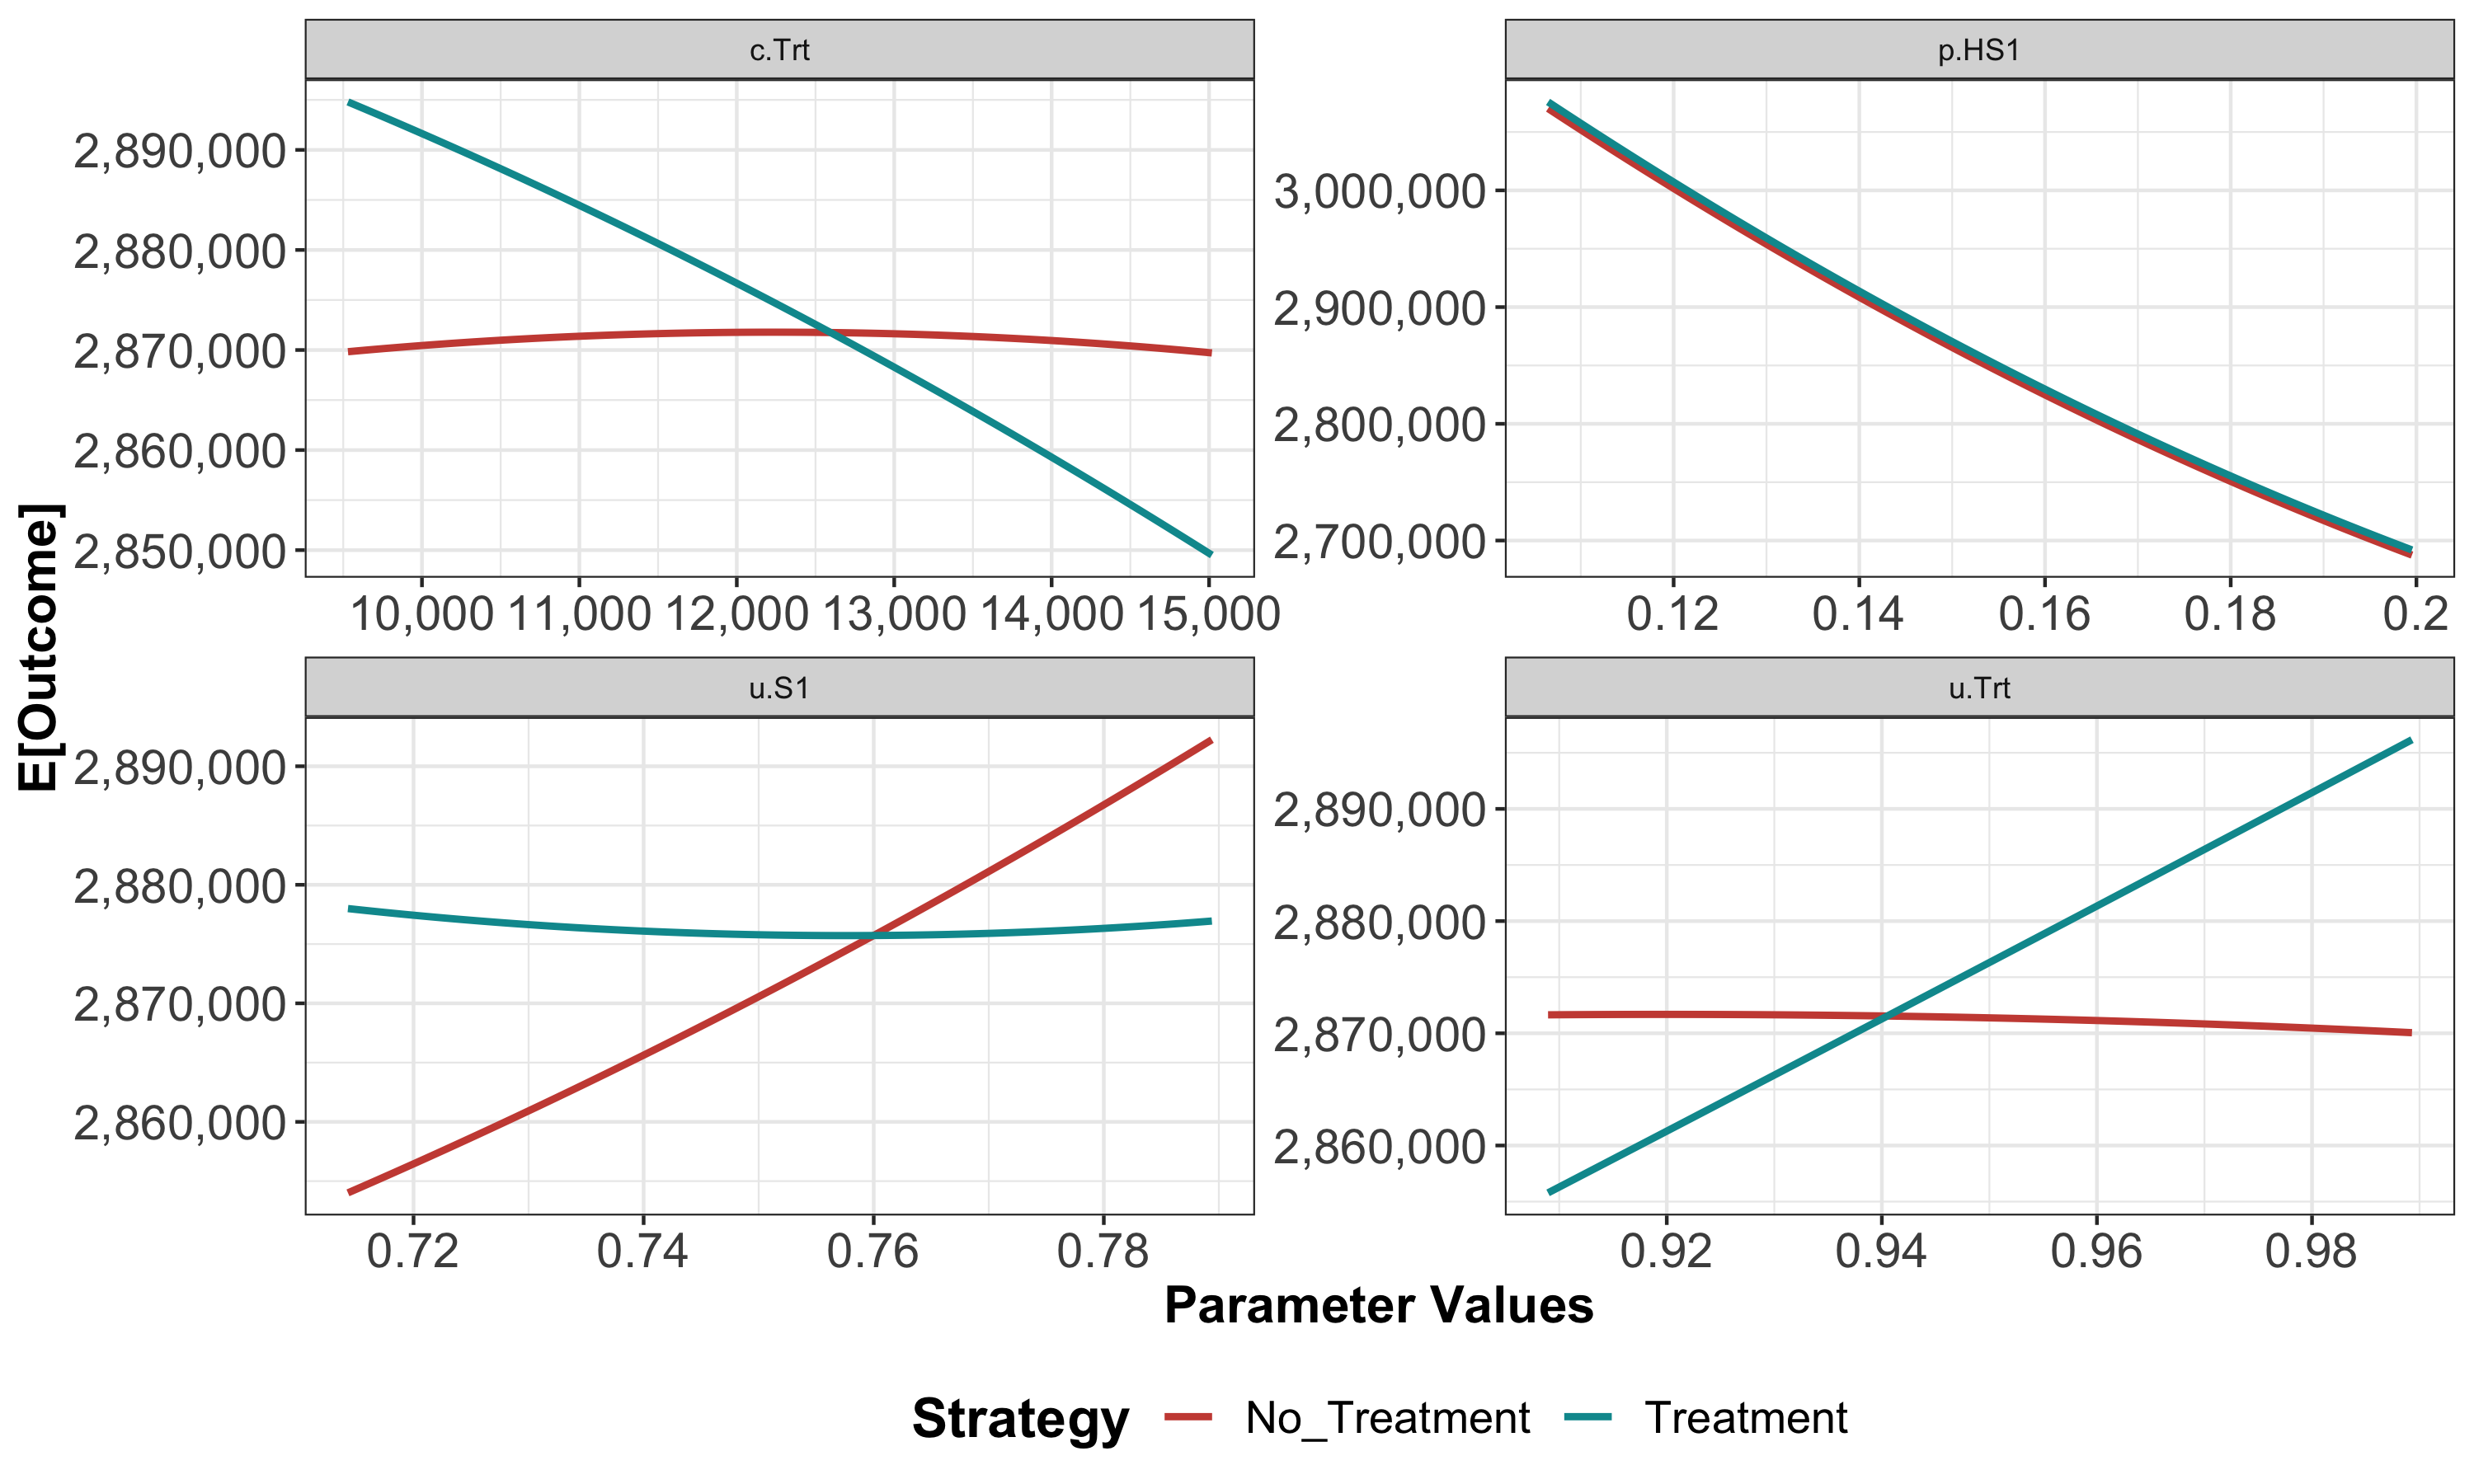 c.Trt
p.HS1
2,890,000
2,880,000
2,870,000
2,860,000
2,850,000
3,000,000
2,900,000
2,800,000
2,700,000
10,000 11,000 12,000 13,000 14,000 15,000
0.12 0.14 0.16 0.18 0.2
E[Outcome]
u.S1
u.Trt
2,890,000
2,880,000
2,870,000
2,860,000
2,890,000
2,880,000
2,870,000
2,860,000
0.72 0.74 0.76 0.78
0.92 0.94 0.96 0.98
Parameter Values
Strategy No_Treatment Treatment